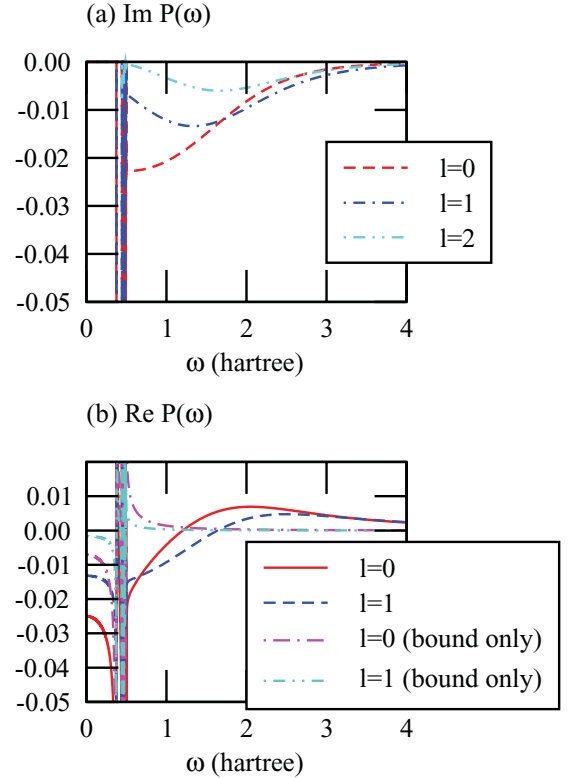 (a) Im P(ω)
0.00
-0.01
-0.02
-0.03
-0.04
-0.05
l=0
l=1
l=2
0 1 2 3 4
ω (hartree)
(b) Re P(ω)
0.01
0.00
-0.01
-0.02
-0.03
-0.04
-0.05
l=0
l=1
l=0 (bound only)
l=1 (bound only)
0 1 2 3 4
ω (hartree)